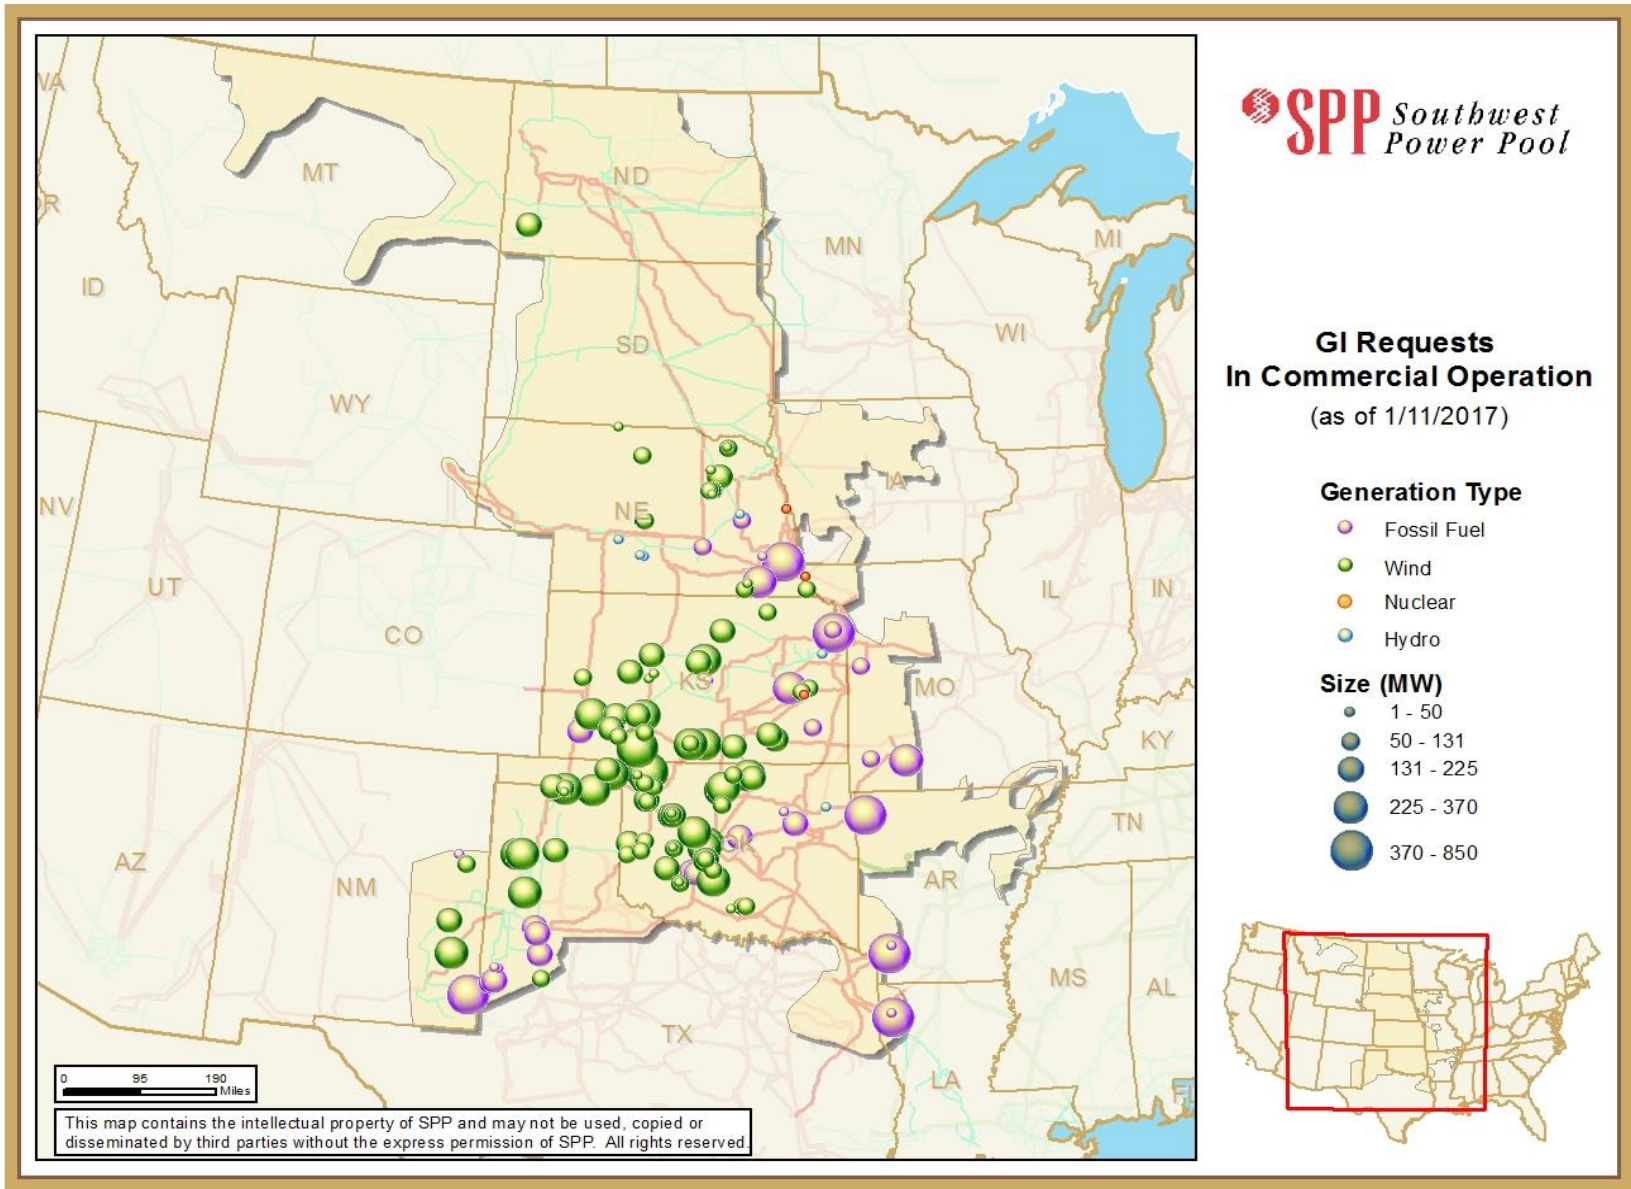 SPP Southwest
Power Pool
GI Requests
In Commercial Operation
(as of 1/11/2017)
Generation Type
Fossil Fuel
Wind
Nuclear
Hydro
Size (MW)
1 - 50
50 - 131
131 - 225
225 - 370
370 - 850
MT
ND
MN
MI
ID
SD
WI
WY
NV
NE
IA
UT
CO
IL
IN
KS
MO
KY
AZ
NM
TN
AR
TX
MS
AL
LA
0 95 190
Miles
This map contains the intellectual property of SPP and may not be used, copied or
disseminated by third parties without the express permission of SPP. All rights reserved.